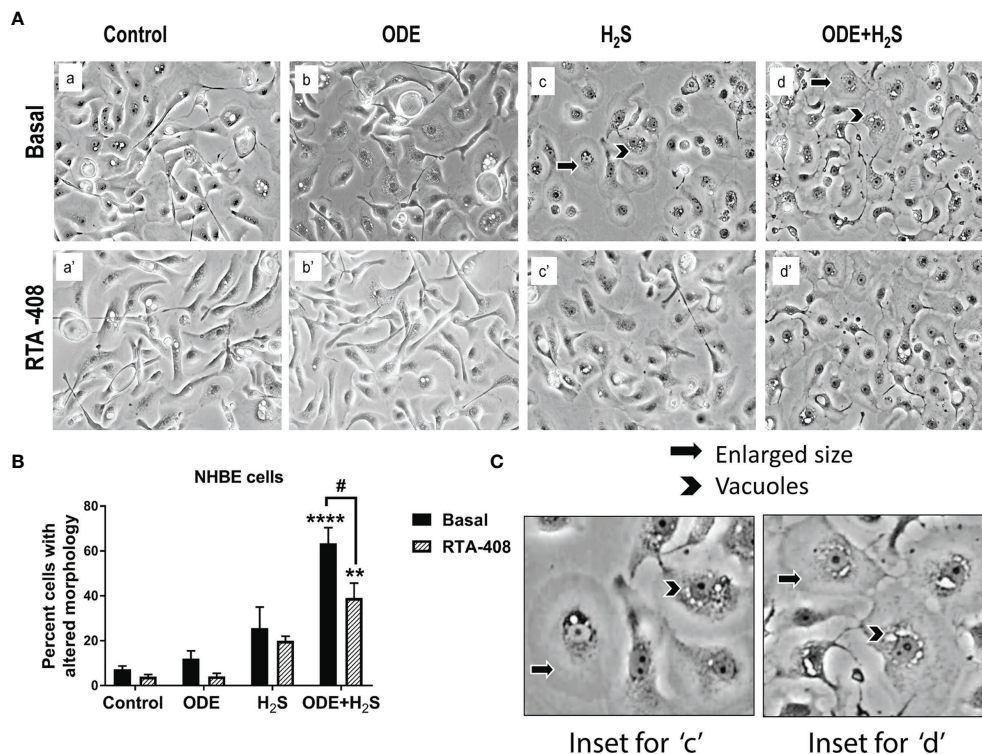 A
Control ODE H₂S ODE+H₂S
Basal
a b c d
RTA -408
a' b' c' d'
B
NHBE cells
Percent cells with
altered morphology
80
60
40
20
0
****
#
**
Basal
RTA-408
Control ODE H₂S ODE+H₂S
C
Enlarged size
Vacuoles
Inset for ‘c’ Inset for ‘d’